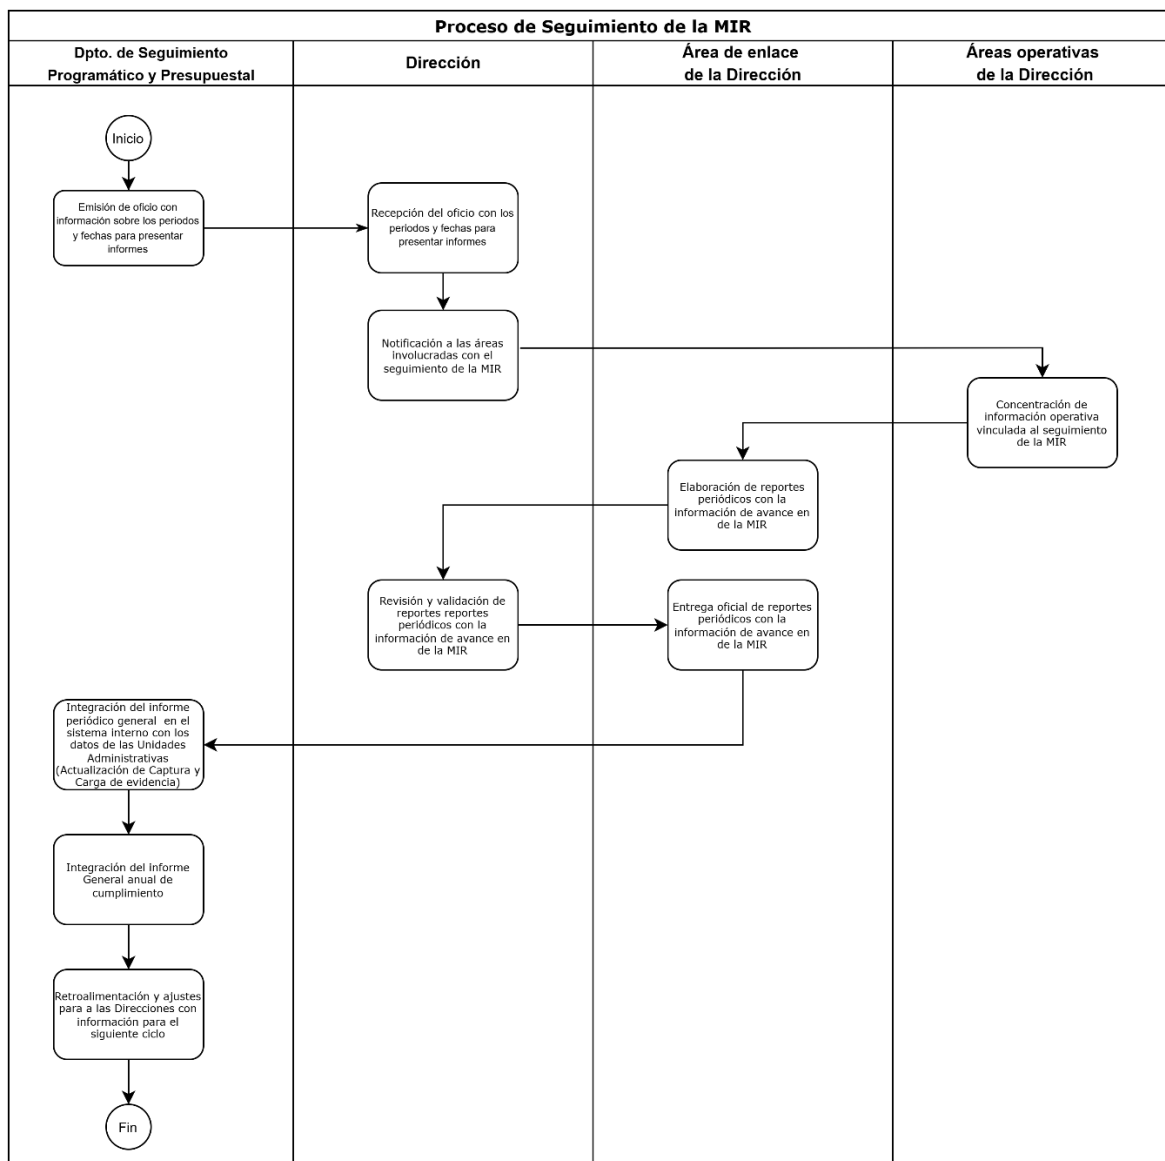 Proceso de Seguimiento de la MIR
Dpto. de Seguimiento
Programático y Presupuestal
Dirección
Área de enlace
de la Dirección
Áreas operativas
de la Dirección
Inicio
Emisión de oficio con
información sobre los periodos
y fechas para presentar
informes
Recepción del oficio con los
periodos y fechas para
presentar informes
Notificación a las áreas
involucradas con el
seguimiento de la MIR
Concentración de
información operativa
vinculada al seguimiento
de la MIR
Elaboración de reportes
periódicos con la
información de avance en
de la MIR
Revisión y validación de
reportes reportes
periódicos con la
información de avance en
de la MIR
Entrega oficial de reportes
periódicos con la
información de avance en
de la MIR
Integración del informe
periódico general en el
sistema interno con los
datos de las Unidades
Administrativas
(Actualización de Captura y
Carga de evidencia)
Integración del informe
General anual de
cumplimiento
Retroalimentación y ajustes
para a las Direcciones con
información para el
siguiente ciclo
Fin